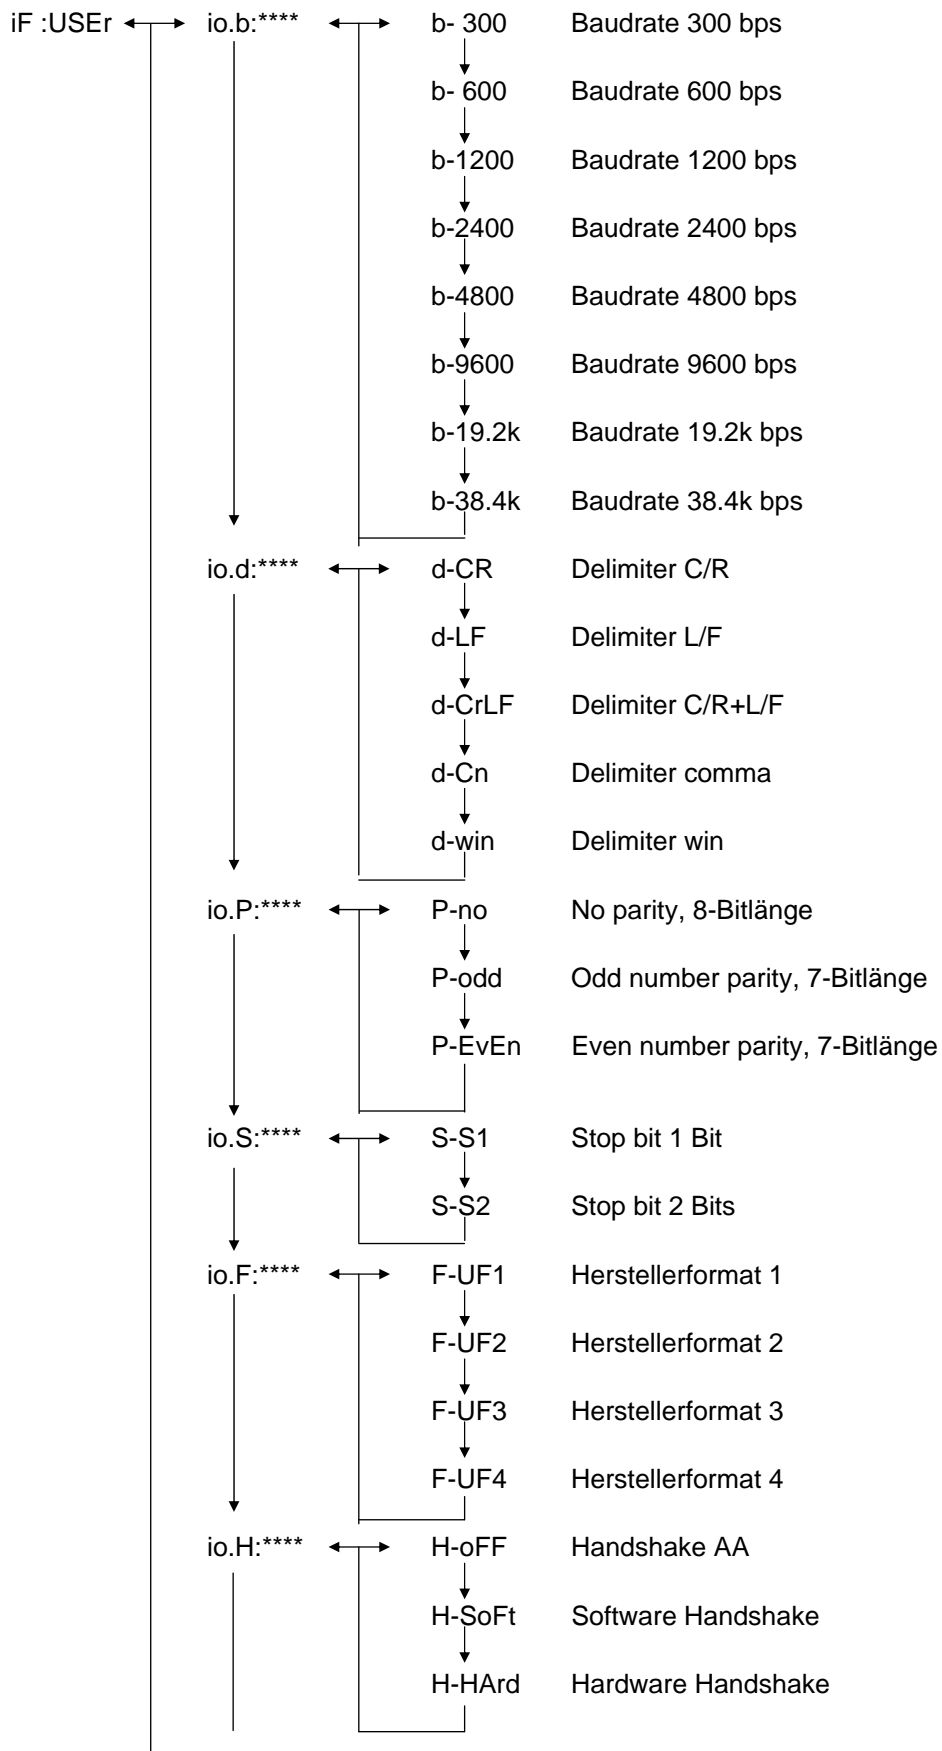 iF :USEr io.b:**** b- 300 Baudrate 300 bps
b- 600 Baudrate 600 bps
b-1200 Baudrate 1200 bps
b-2400 Baudrate 2400 bps
b-4800 Baudrate 4800 bps
b-9600 Baudrate 9600 bps
b-19.2k Baudrate 19.2k bps
b-38.4k Baudrate 38.4k bps
io.d:**** d-CR Delimiter C/R
d-LF Delimiter L/F
d-CrLF Delimiter C/R+L/F
d-Cn Delimiter comma
d-win Delimiter win
io.P:**** P-no No parity, 8-Bitlänge
P-odd Odd number parity, 7-Bitlänge
P-EvEn Even number parity, 7-Bitlänge
io.S:**** S-S1 Stop bit 1 Bit
S-S2 Stop bit 2 Bits
io.F:**** F-UF1 Herstellerformat 1
F-UF2 Herstellerformat 2
F-UF3 Herstellerformat 3
F-UF4 Herstellerformat 4
io.H:**** H-oFF Handshake AA
H-SoFt Software Handshake
H-HArd Hardware Handshake